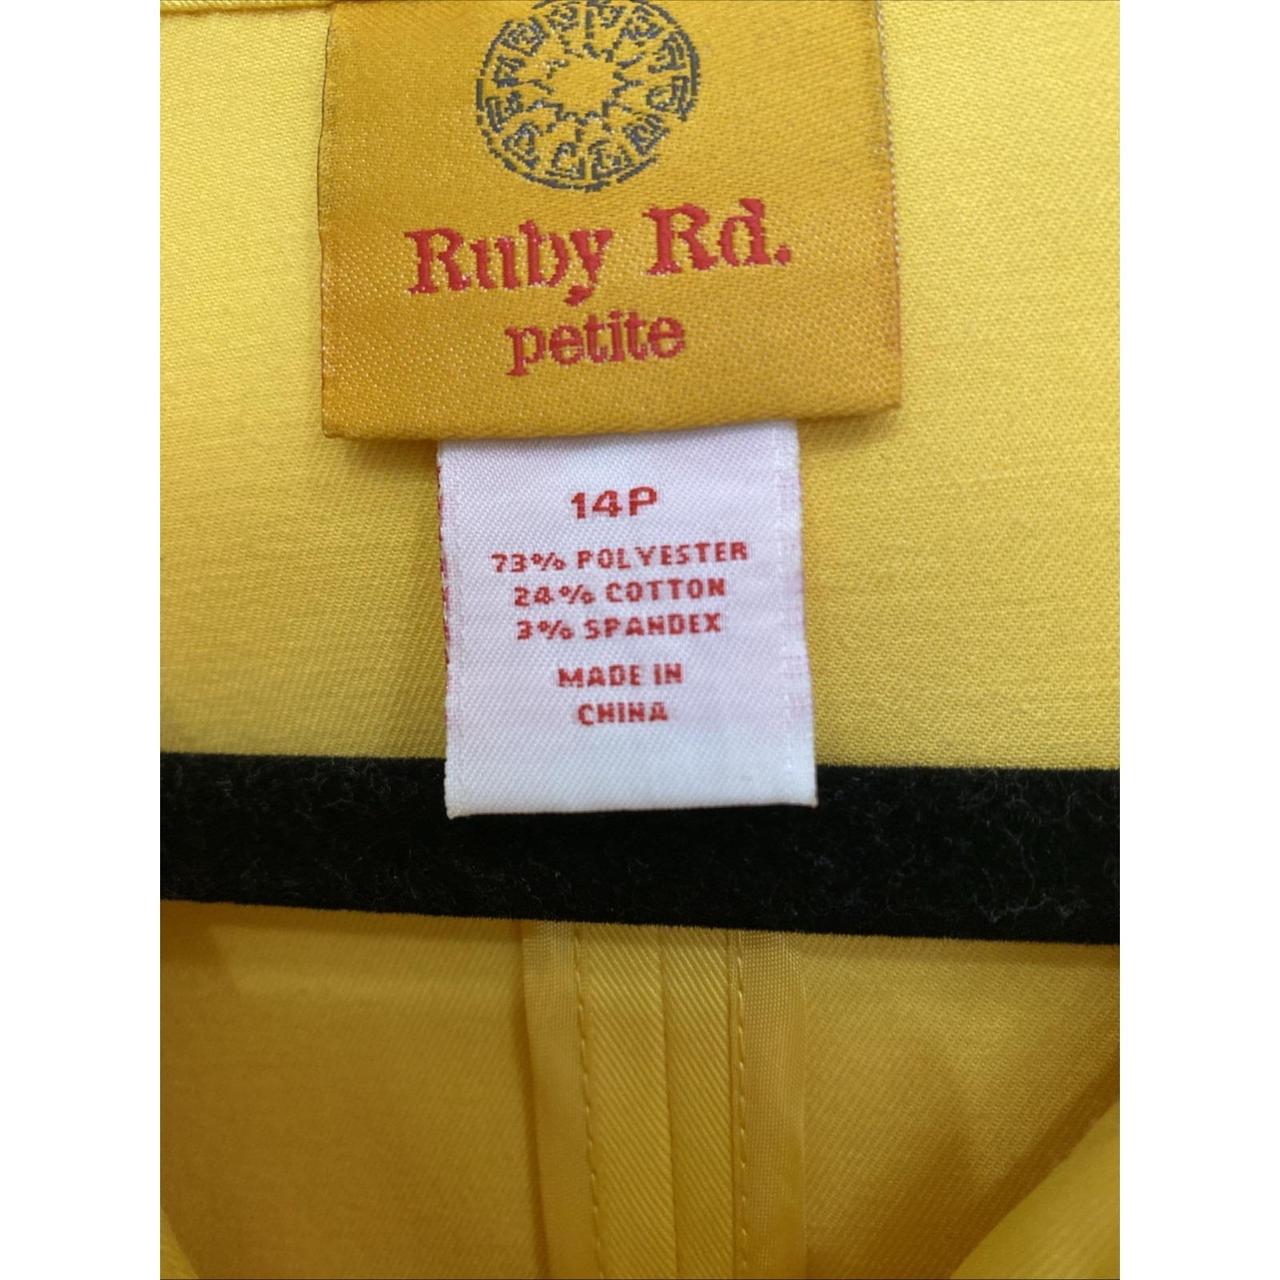 Ruby Rd.
petite
14P
73% POLYESTER
24% COTTON
3% SPANDEX
MADE IN
CHINA